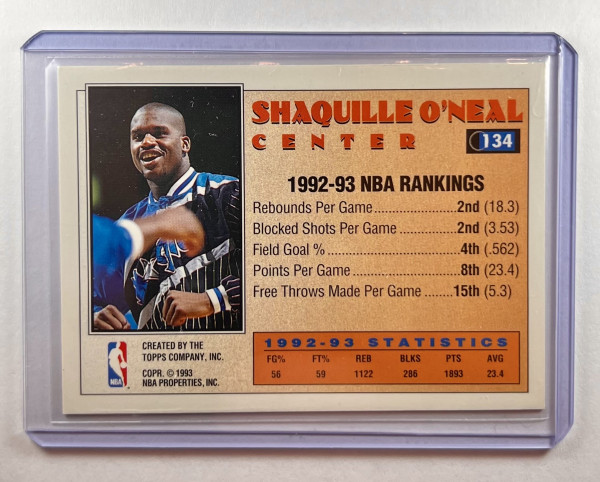 SHAQUILLE O'NEAL
CENTER
134
1992-93 NBA RANKINGS
Rebounds Per Game....................2nd (18.3)
Blocked Shots Per Game...............2nd (3.53)
Field Goal %.................................4th (.562)
Points Per Game..........................8th (23.4)
Free Throws Made Per Game.......15th (5.3)
1992-93 STATISTICS
FG% FT% REB BLKS PTS AVG
56 59 1122 286 1893 23.4
CREATED BY THE
TOPPS COMPANY, INC.
COPR. © 1993
NBA PROPERTIES, INC.
NBA